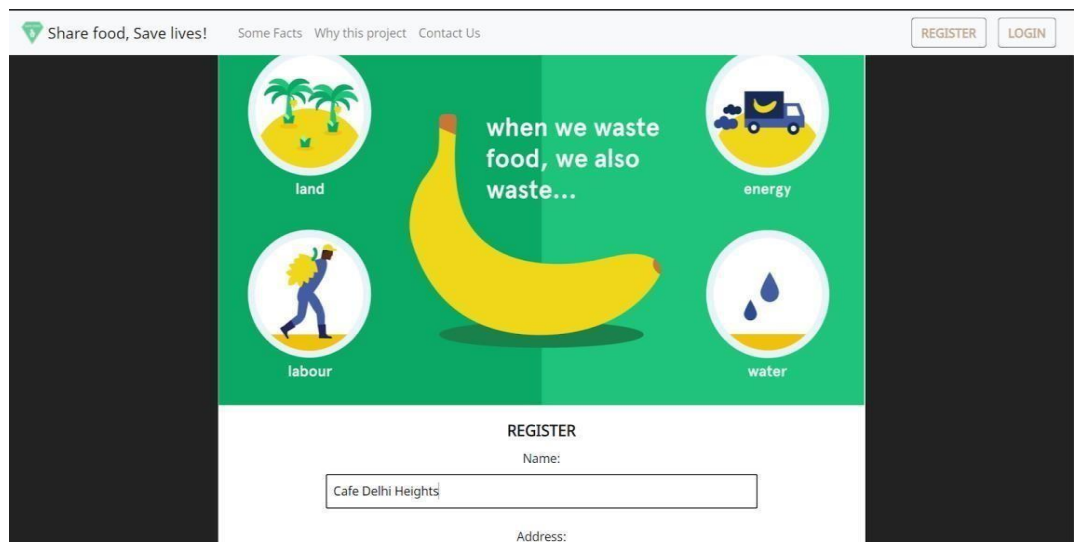 Share food, Save lives! Some Facts Why this project Contact Us REGISTER LOGIN
when we waste
food, we also
waste...
land
energy
labour
water
REGISTER
Name:
Cafe Delhi Heights
Address: